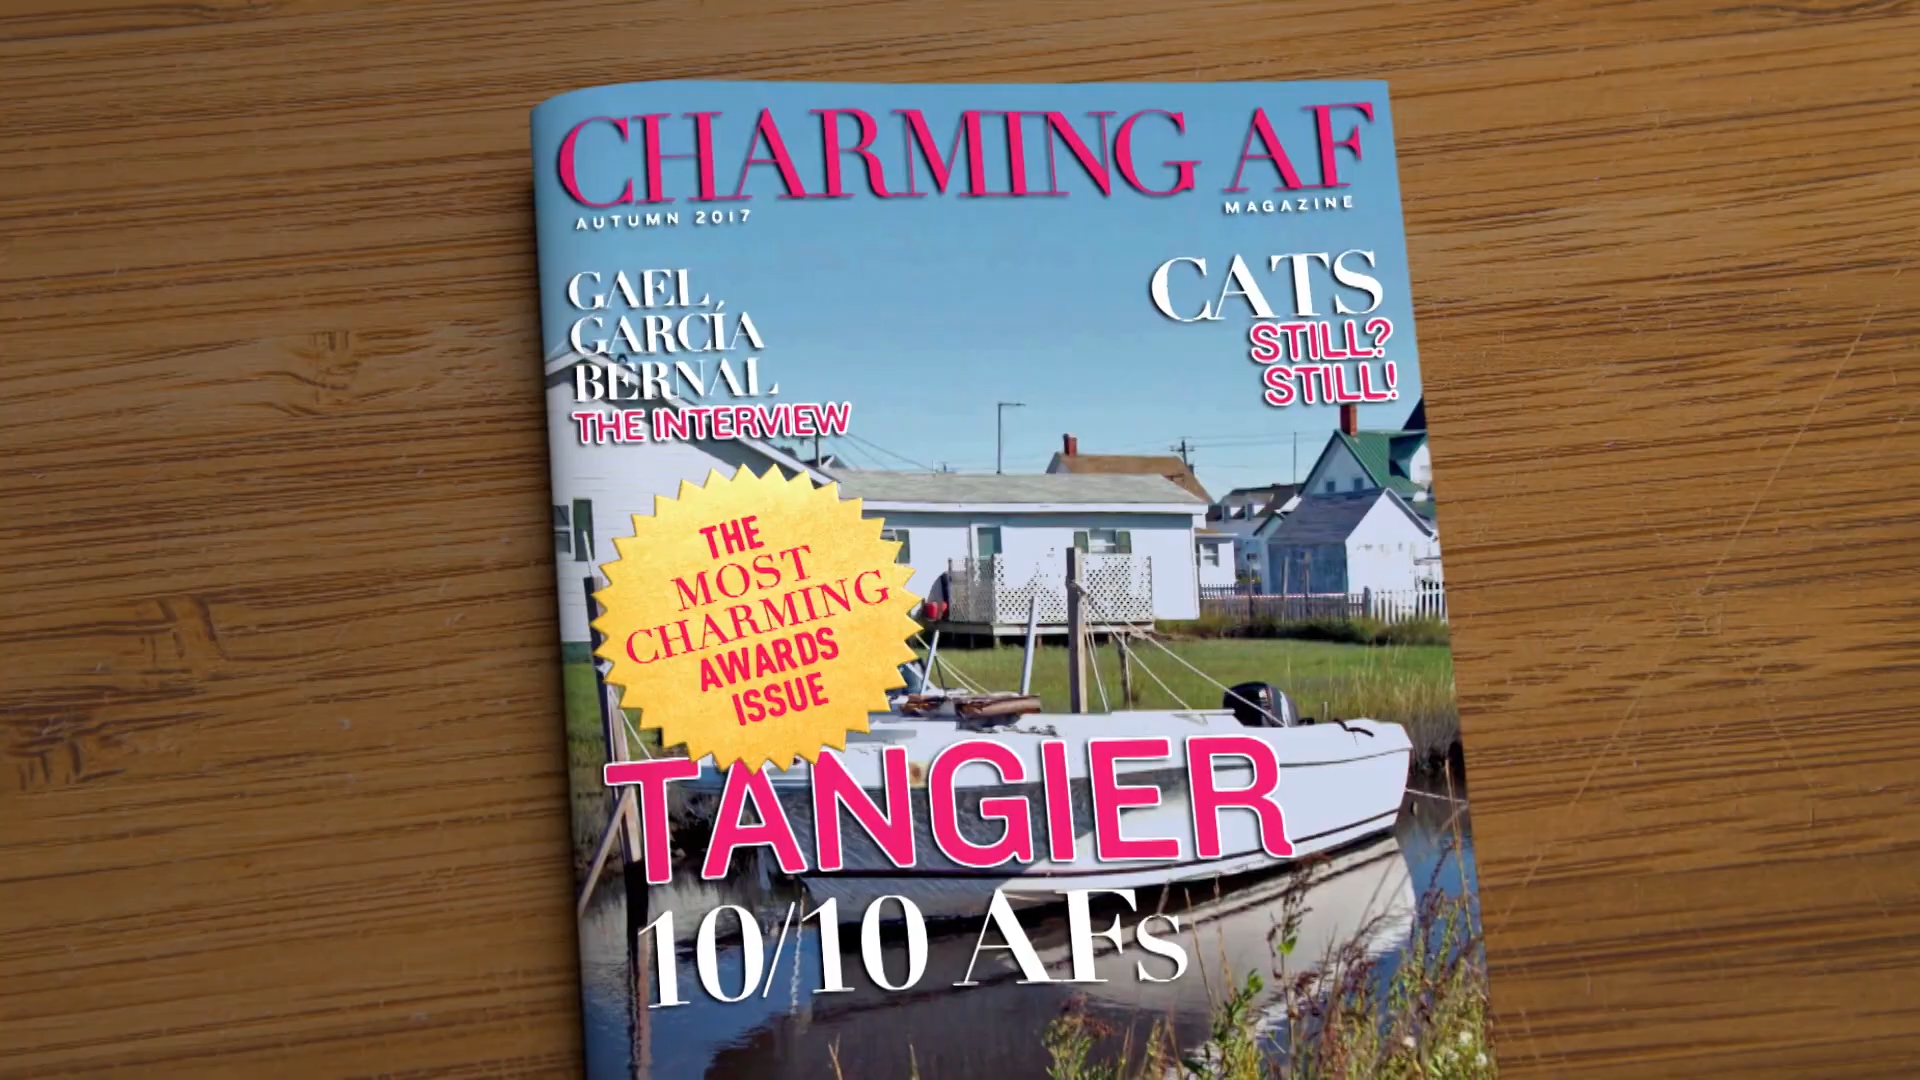 CHARMING AF
AUTUMN 2017
MAGAZINE
GAEL
GARCÍA
BERNAL
THE INTERVIEW
CATS
STILL?
STILL!
THE
MOST
CHARMING
AWARDS
ISSUE
TANGIER
10/10 AFs